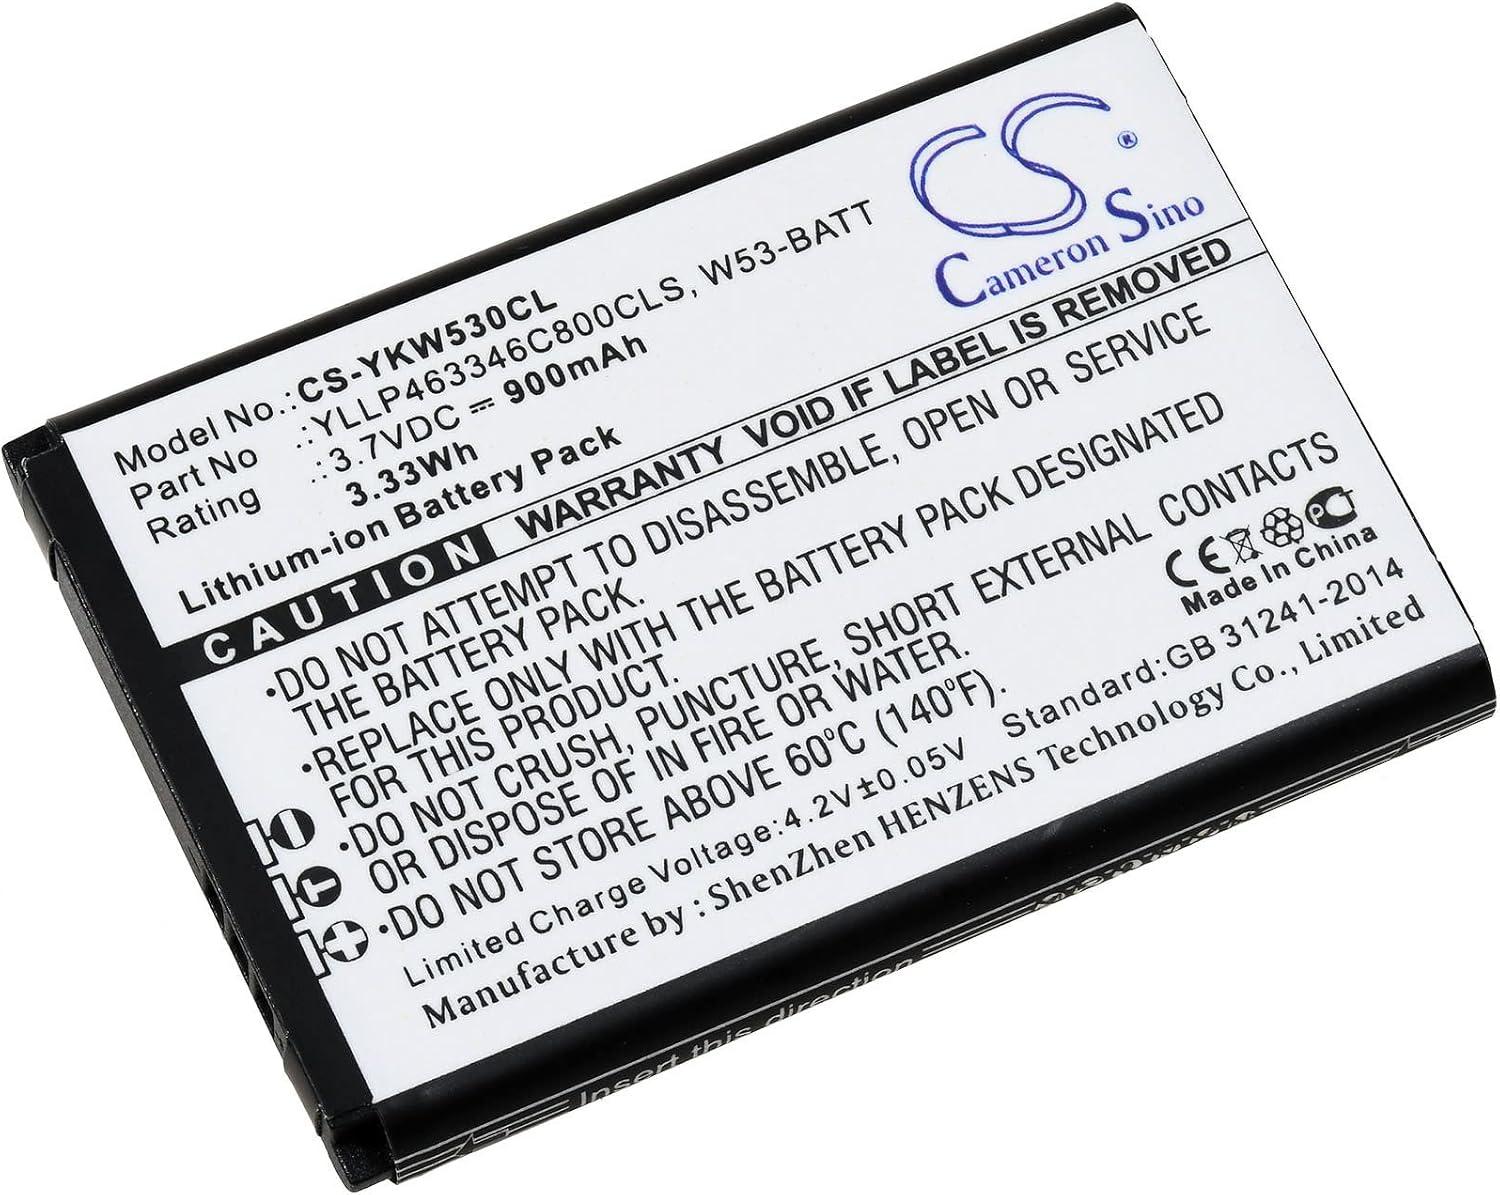 CS®
Cameron Sino
Model No.:CS-YKW530CL
Part No :YLLP463346C800CLS, W53-BATT
Rating :3.7VDC ⎓ 900mAh
3.33Wh
Lithium-ion Battery Pack
CAUTION WARRANTY VOID IF LABEL IS REMOVED
•DO NOT ATTEMPT TO DISASSEMBLE, OPEN OR SERVICE
THE BATTERY PACK.
•REPLACE ONLY WITH THE BATTERY PACK DESIGNATED
FOR THIS PRODUCT.
•DO NOT CRUSH, PUNCTURE, SHORT EXTERNAL CONTACTS
OR DISPOSE OF IN FIRE OR WATER.
•DO NOT STORE ABOVE 60°C (140°F).
CE
Made In China
Limited Charge Voltage:4.2V±0.05V Standard:GB 31241-2014
Manufacture by : ShenZhen HENZENS Technology Co., Limited
Insert this direction